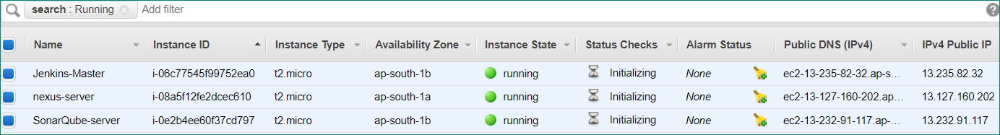 search : Running Add filter
Name Instance ID Instance Type Availability Zone Instance State Status Checks Alarm Status Public DNS (IPv4) IPv4 Public IP
Jenkins-Master i-06c77545f99752ea0 t2.micro ap-south-1b running Initializing None ec2-13-235-82-32.ap-s... 13.235.82.32
nexus-server i-08a5f12fe2dcec610 t2.micro ap-south-1a running Initializing None ec2-13-127-160-202.ap... 13.127.160.202
SonarQube-server i-0e2b4ee60f37cd797 t2.micro ap-south-1b running Initializing None ec2-13-232-91-117.ap-... 13.232.91.117